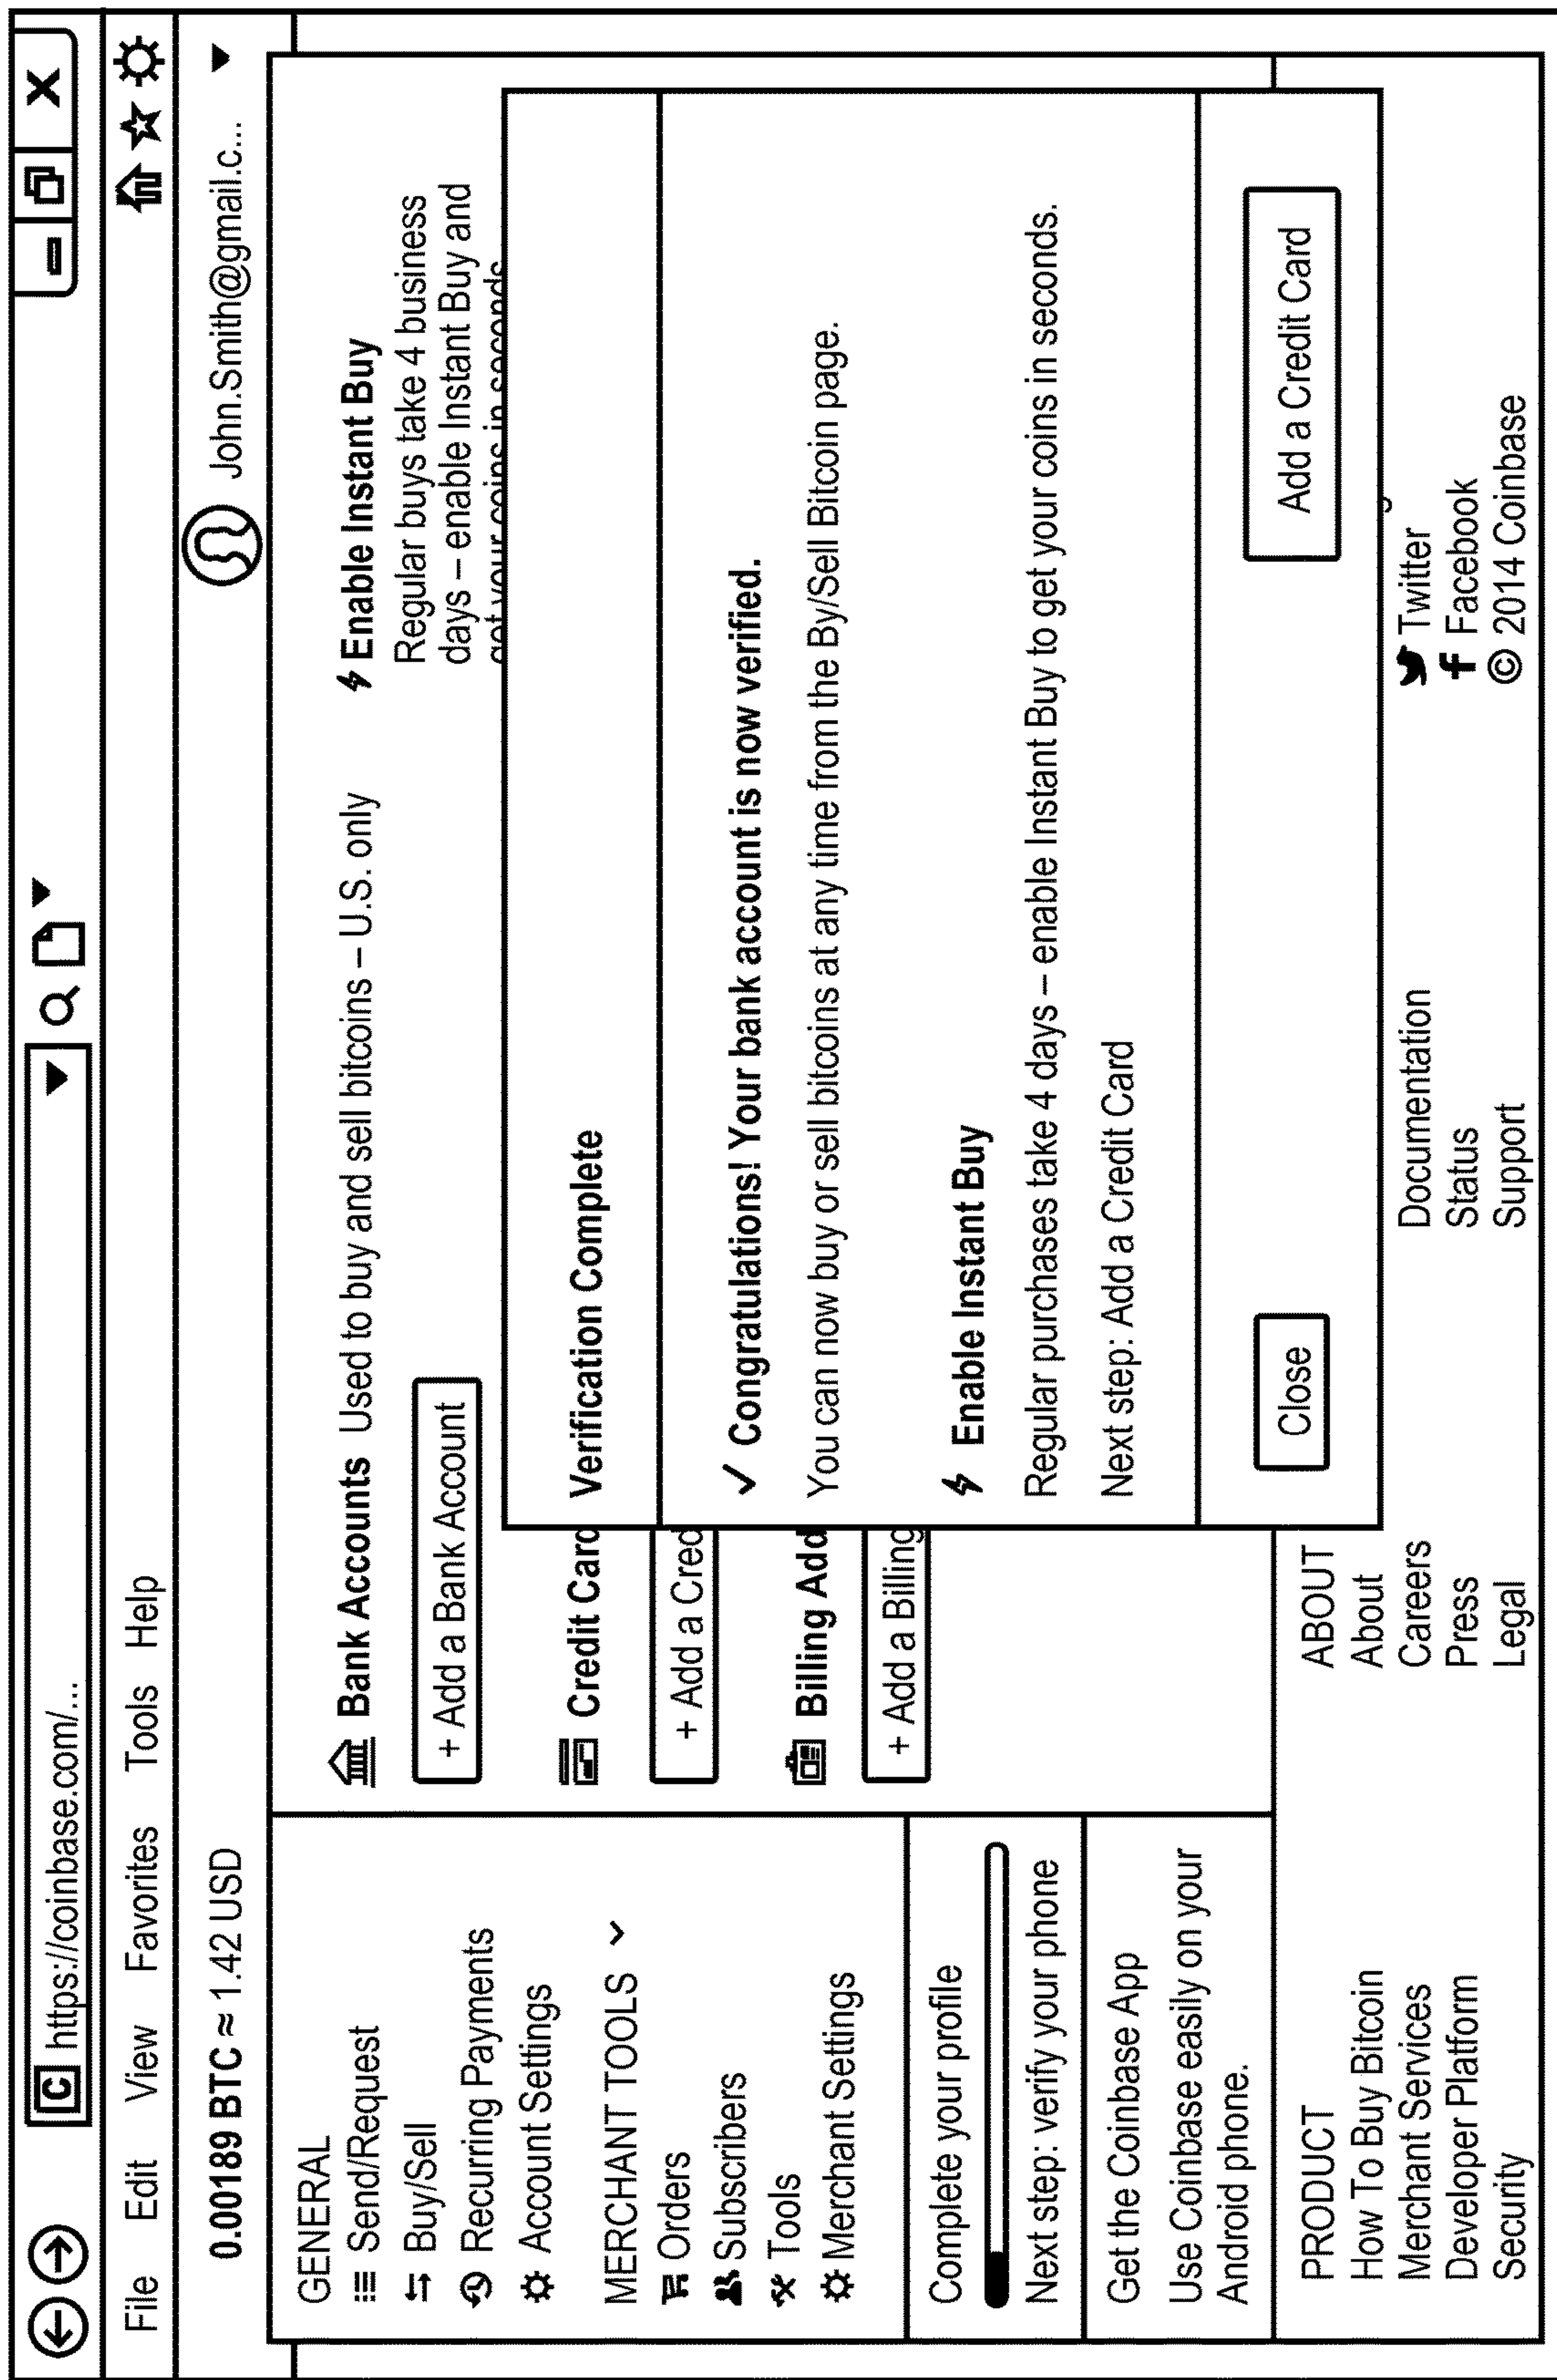 C https://coinbase.com/...
File Edit View Favorites Tools Help
0.00189 BTC ≈ 1.42 USD
John.Smith@gmail.c...
GENERAL
Send/Request
Buy/Sell
Recurring Payments
Account Settings
MERCHANT TOOLS
Orders
Subscribers
Tools
Merchant Settings
Complete your profile
Next step: verify your phone
Get the Coinbase App
Use Coinbase easily on your
Android phone.
Bank Accounts Used to buy and sell bitcoins – U.S. only
+ Add a Bank Account
Credit Card
+ Add a Cred
Billing Add
+ Add a Billing
Enable Instant Buy
Regular buys take 4 business
days – enable Instant Buy and
get your coins in seconds
Verification Complete
✓ Congratulations! Your bank account is now verified.
You can now buy or sell bitcoins at any time from the By/Sell Bitcoin page.
Enable Instant Buy
Regular purchases take 4 days – enable Instant Buy to get your coins in seconds.
Next step: Add a Credit Card
Close
Add a Credit Card
PRODUCT
How To Buy Bitcoin
Merchant Services
Developer Platform
Security
ABOUT
About
Careers
Press
Legal
Documentation
Status
Support
Twitter
f Facebook
© 2014 Coinbase